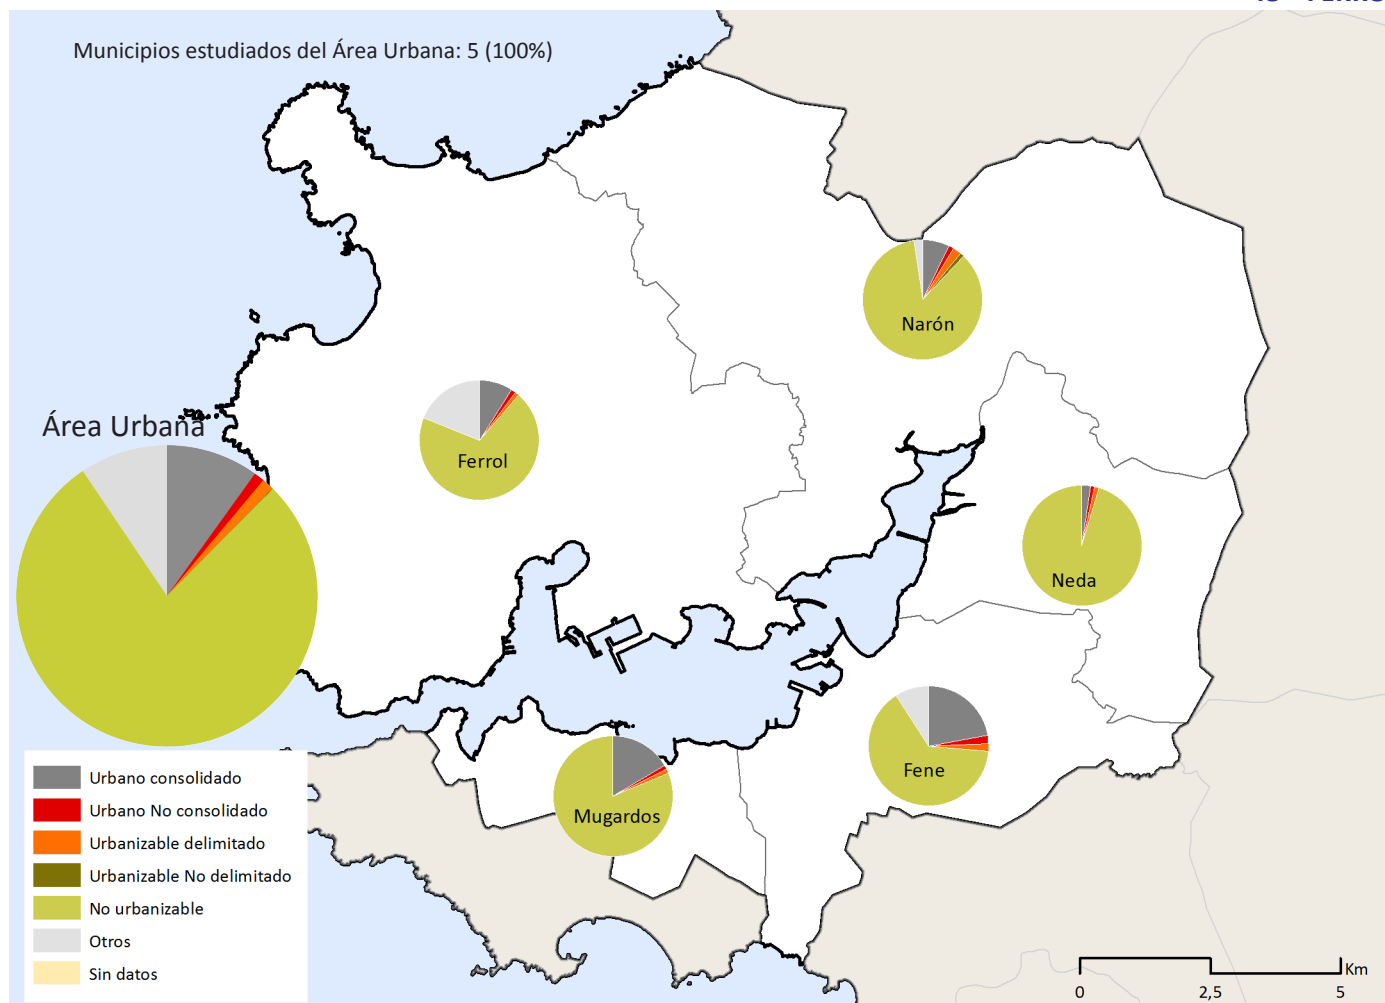 Municipios estudiados del Área Urbana: 5 (100%)
Narón
Área Urbana
Ferrol
Neda
Fene
Mugardos
Urbano consolidado
Urbano No consolidado
Urbanizable delimitado
Urbanizable No delimitado
No urbanizable
Otros
Sin datos
Km
0 2,5 5